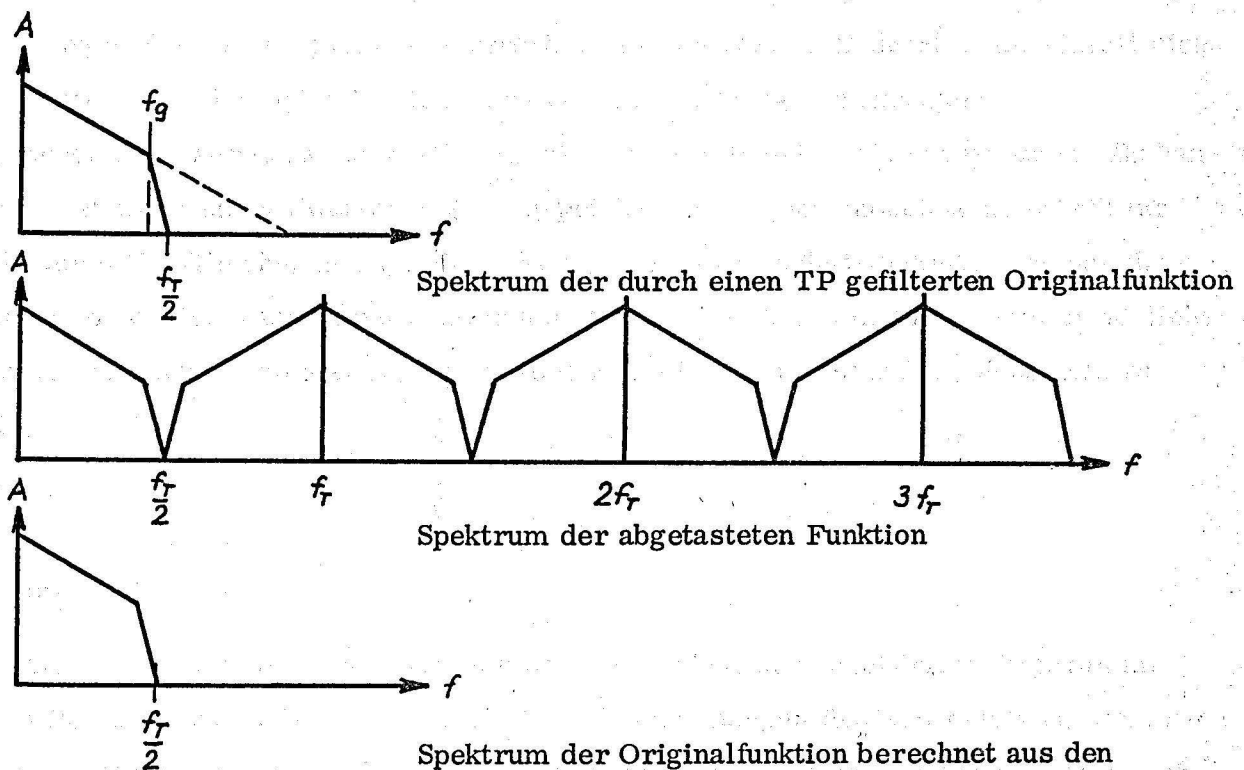 A
f_g
f
f_T/2
Spektrum der durch einen TP gefilterten Originalfunktion
A
f
f_T/2
f_T
2f_T
3f_T
Spektrum der abgetasteten Funktion
A
f
f_T/2
Spektrum der Originalfunktion berechnet aus den